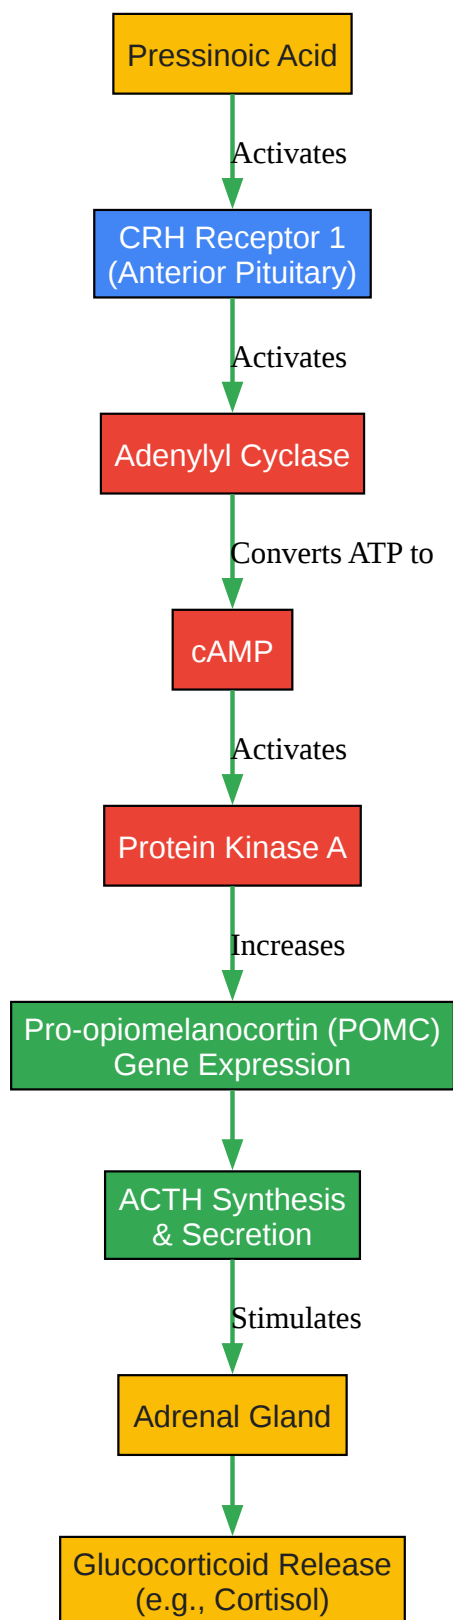 Pressinoic Acid
Activates
CRH Receptor 1
(Anterior Pituitary)
Activates
Adenylyl Cyclase
Converts ATP to
cAMP
Activates
Protein Kinase A
Increases
Pro-opiomelanocortin (POMC)
Gene Expression
ACTH Synthesis
& Secretion
Stimulates
Adrenal Gland
Glucocorticoid Release
(e.g., Cortisol)